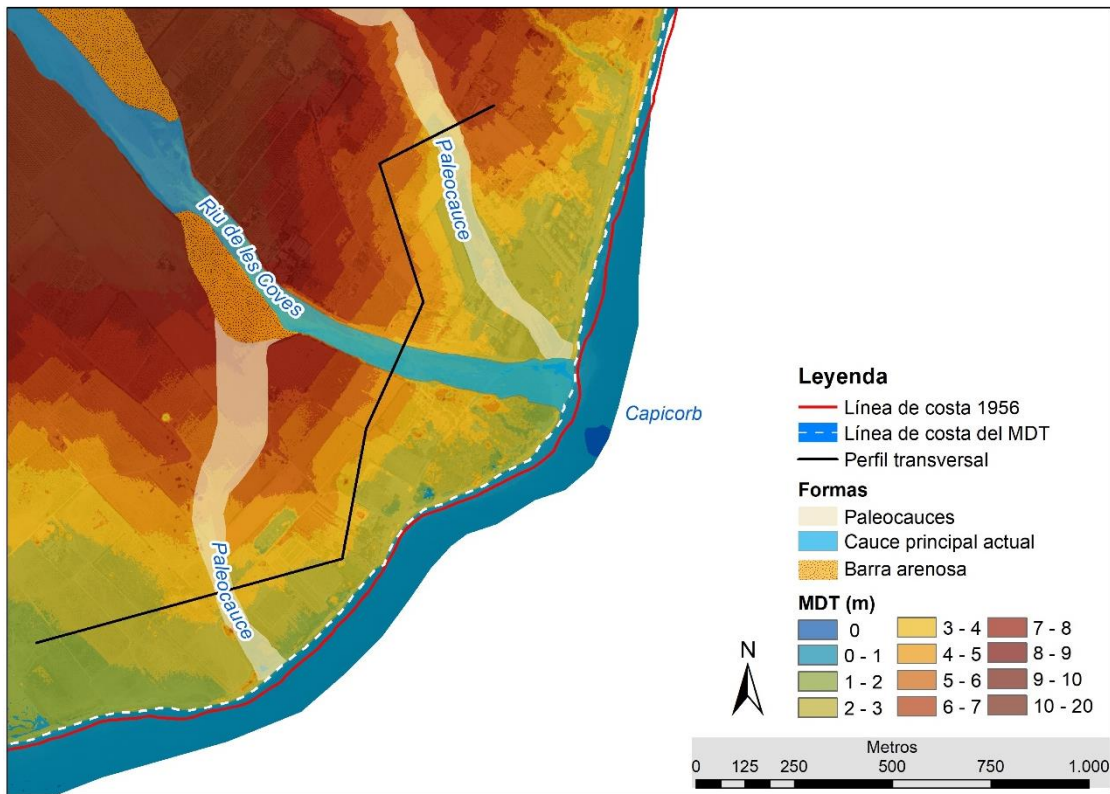 Paleocauce
Riu de les Coves
Paleocauce
Capicorb
Leyenda
Línea de costa 1956
Línea de costa del MDT
Perfil transversal
Formas
Paleocauces
Cauce principal actual
Barra arenosa
MDT (m)
0
0 - 1
1 - 2
2 - 3
3 - 4
4 - 5
5 - 6
6 - 7
7 - 8
8 - 9
9 - 10
10 - 20
N
Metros
0 125 250 500 750 1.000